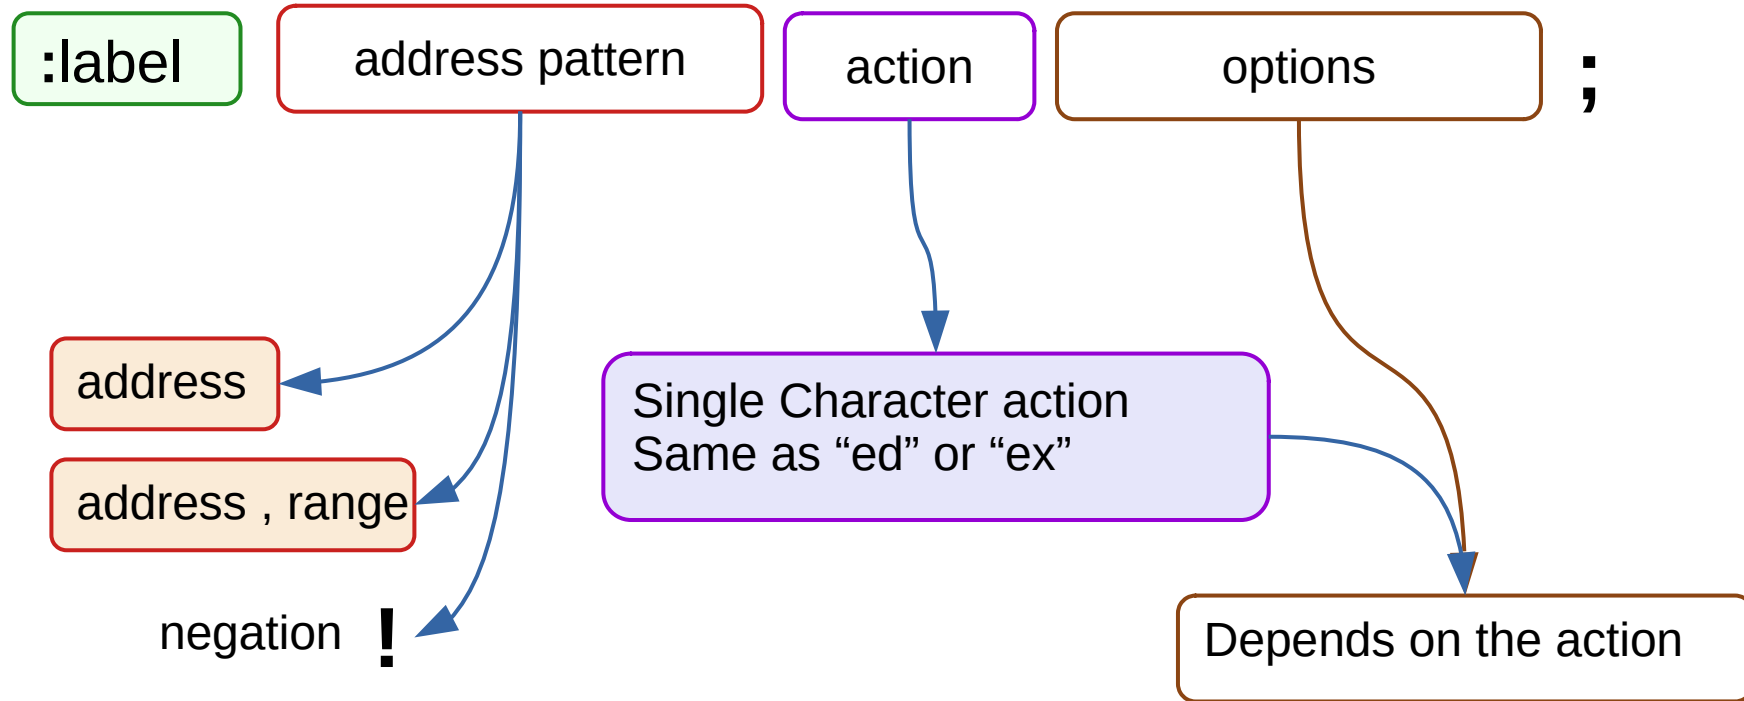 :label
address pattern
action
options
;
address
Single Character action
Same as “ed” or “ex”
address , range
negation !
Depends on the action